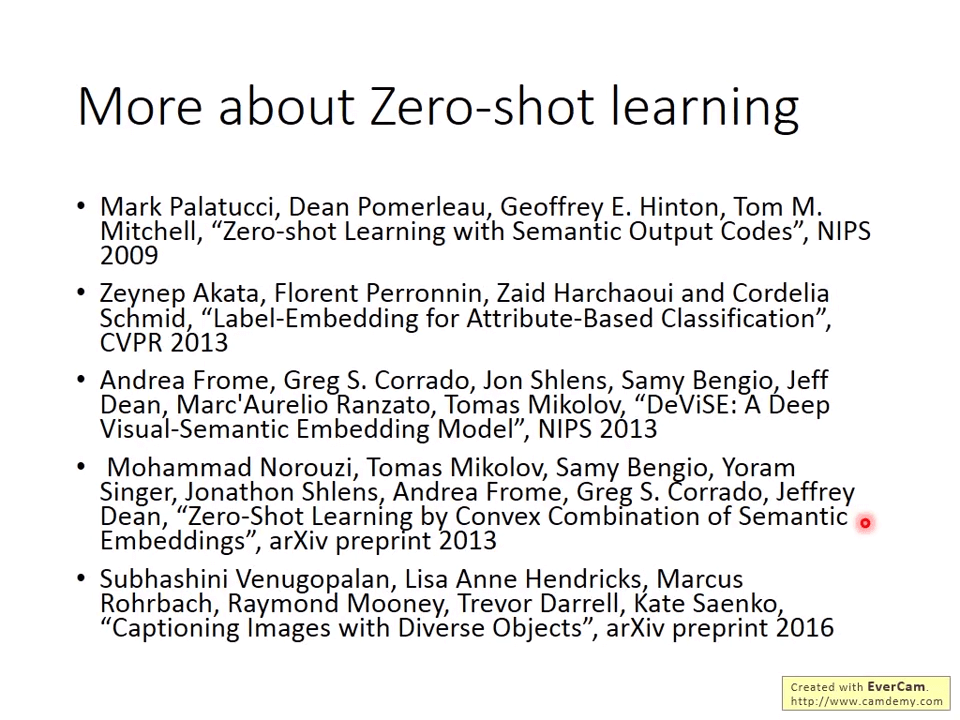 More about Zero-shot learning
• Mark Palatucci, Dean Pomerleau, Geoffrey E. Hinton, Tom M.
Mitchell, “Zero-shot Learning with Semantic Output Codes”, NIPS
2009
• Zeynep Akata, Florent Perronnin, Zaid Harchaoui and Cordelia
Schmid, “Label-Embedding for Attribute-Based Classification”,
CVPR 2013
• Andrea Frome, Greg S. Corrado, Jon Shlens, Samy Bengio, Jeff
Dean, Marc'Aurelio Ranzato, Tomas Mikolov, “DeViSE: A Deep
Visual-Semantic Embedding Model”, NIPS 2013
• Mohammad Norouzi, Tomas Mikolov, Samy Bengio, Yoram
Singer, Jonathon Shlens, Andrea Frome, Greg S. Corrado, Jeffrey
Dean, “Zero-Shot Learning by Convex Combination of Semantic
Embeddings”, arXiv preprint 2013
• Subhashini Venugopalan, Lisa Anne Hendricks, Marcus
Rohrbach, Raymond Mooney, Trevor Darrell, Kate Saenko,
“Captioning Images with Diverse Objects”, arXiv preprint 2016
Created with EverCam.
http://www.camdemy.com